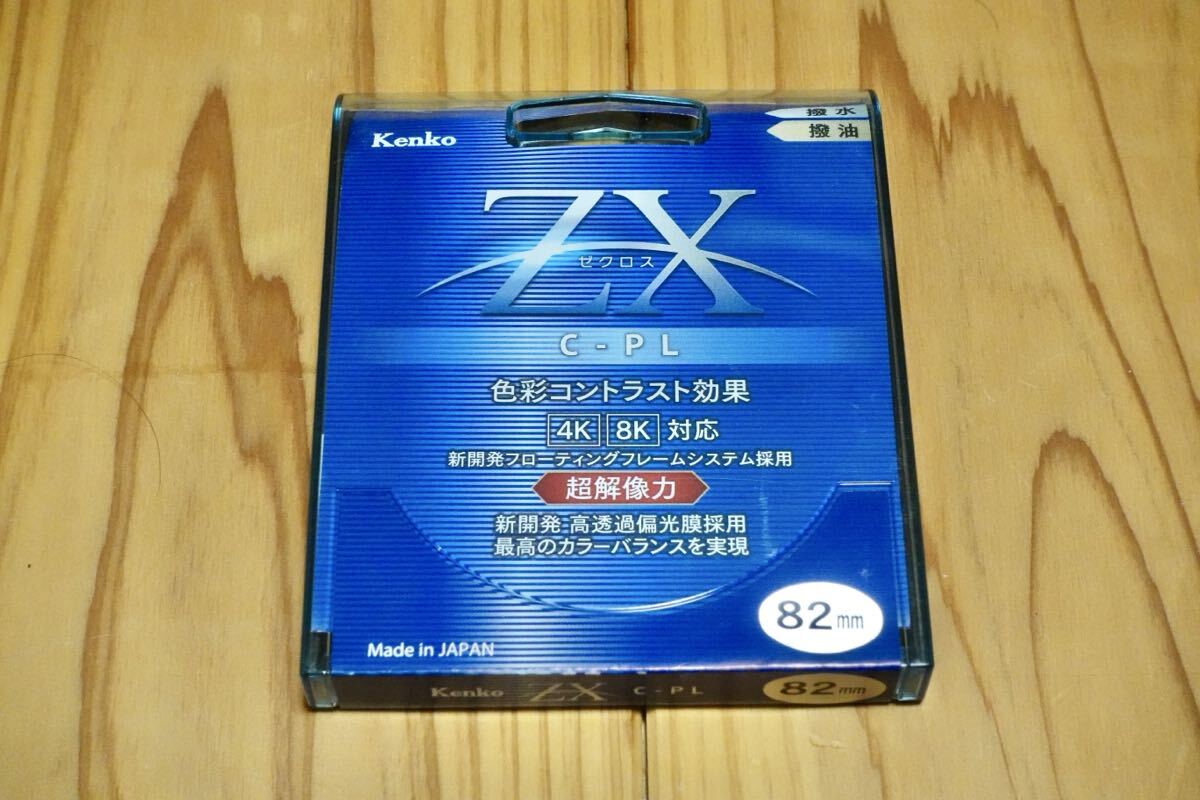 撥水
Kenko
撥油
ZX
ゼクロス
C-PL
色彩コントラスト効果
4K 8K 対応
新開発フローティングフレームシステム採用
超解像力
新開発 高透過偏光膜採用
最高のカラーバランスを実現
82mm
Made in JAPAN
Kenko ZX C-PL 82mm